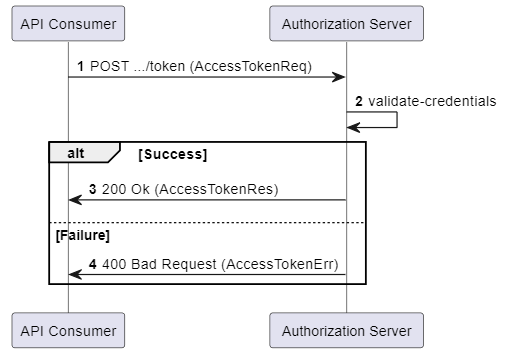 API Consumer
Authorization Server
1 POST .../token (AccessTokenReq)
2 validate-credentials
alt [Success]
3 200 Ok (AccessTokenRes)
[Failure]
4 400 Bad Request (AccessTokenErr)
API Consumer
Authorization Server